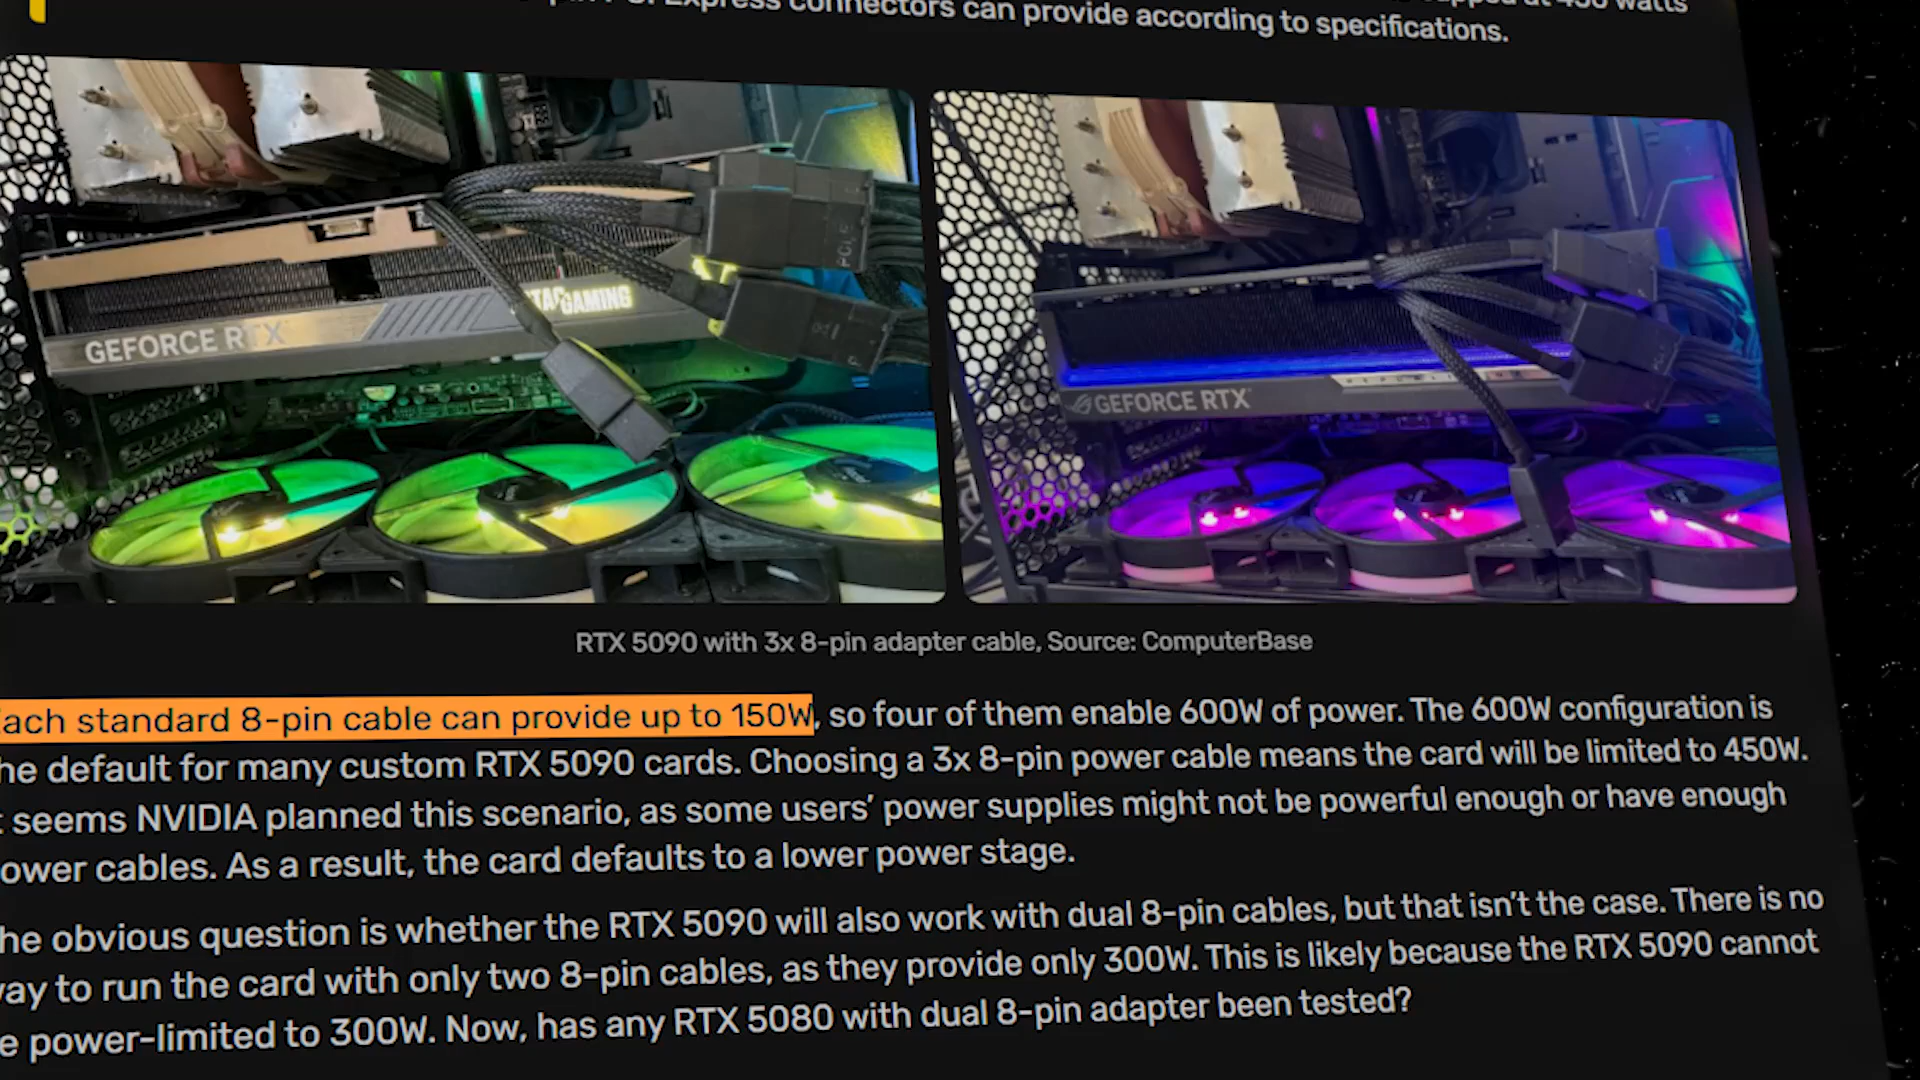 Express connectors can provide according to specifications.
watts
GEFORCE RTX
GAMING
GEFORCE RTX
RTX 5090 with 3x 8-pin adapter cable, Source: ComputerBase
ach standard 8-pin cable can provide up to 150W, so four of them enable 600W of power. The 600W configuration is
he default for many custom RTX 5090 cards. Choosing a 3x 8-pin power cable means the card will be limited to 450W.
t seems NVIDIA planned this scenario, as some users' power supplies might not be powerful enough or have enough
ower cables. As a result, the card defaults to a lower power stage.
he obvious question is whether the RTX 5090 will also work with dual 8-pin cables, but that isn't the case. There is no
ay to run the card with only two 8-pin cables, as they provide only 300W. This is likely because the RTX 5090 cannot
e power-limited to 300W. Now, has any RTX 5080 with dual 8-pin adapter been tested?